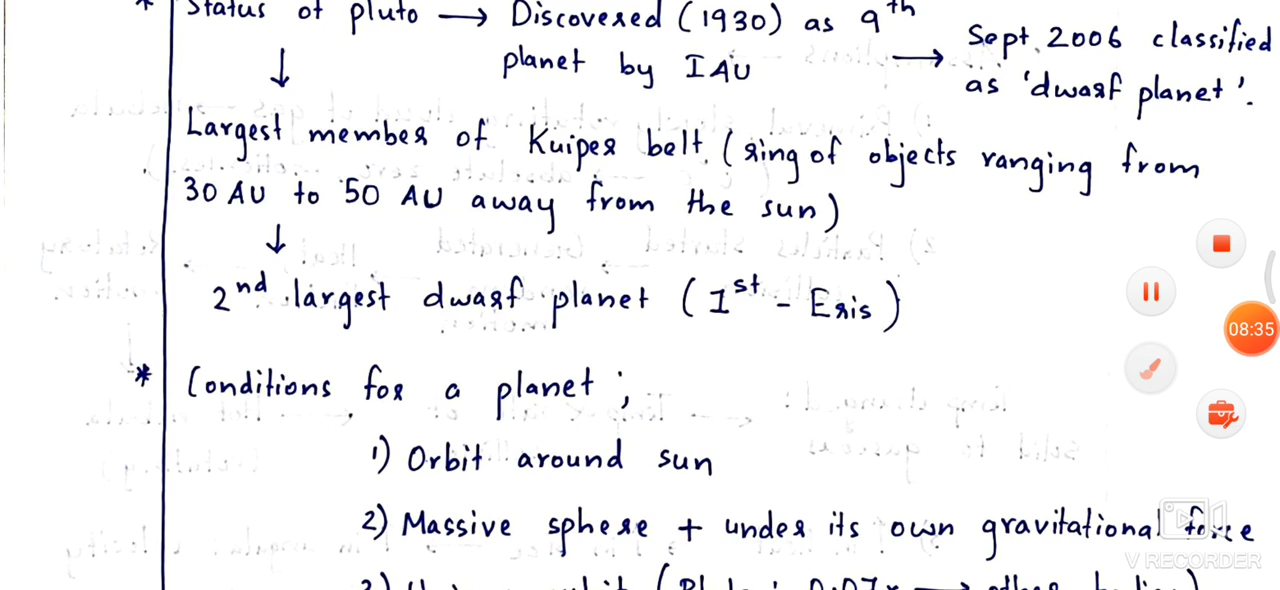 * Status of pluto → Discovered (1930) as 9th
planet by IAU → Sept. 2006 classified
as 'dwarf planet'.
↓
Largest member of Kuiper belt. (ring of objects ranging from
30 AU to 50 AU away from the sun)
↓
2nd largest dwarf planet (1st - Eris)
* Conditions for a planet ;
1) Orbit around sun
2) Massive sphere + under its own gravitational force
08:35
V RECORDER